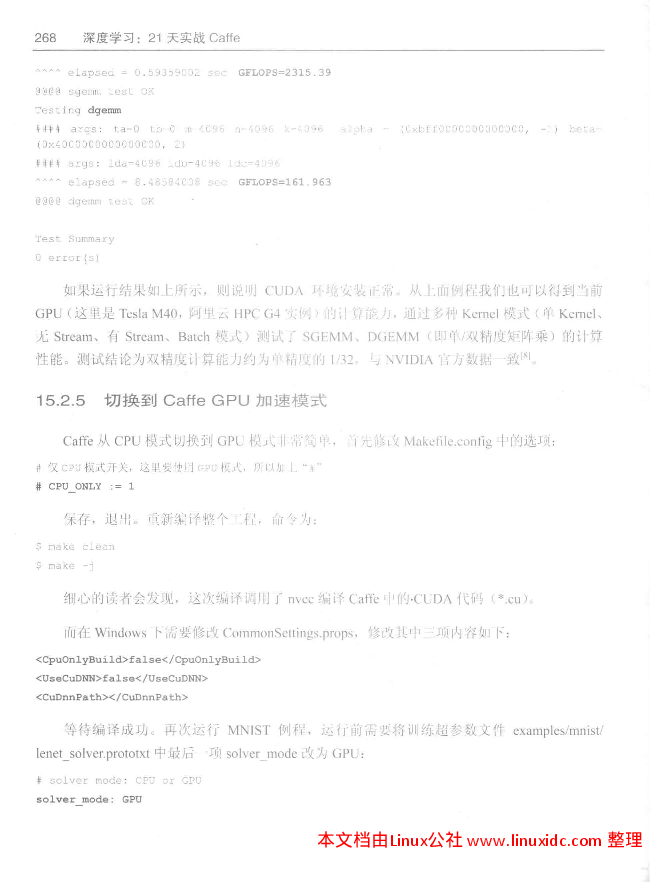 268 深度学习：21 天实战 Caffe
^^^^ elapsed = 0.59359002 sec GFLOPS=2315.39
@@@@ sgemm test OK
Testing dgemm
#### args: ta=0 tb=0 m=4096 n=4096 k=4096 alpha = (0xbff0000000000000, -1) beta=
(0x4000000000000000, 2)
#### args: lda=4096 ldb=4096 ldc=4096
^^^^ elapsed = 8.48584008 sec GFLOPS=161.963
@@@@ dgemm test OK
Test Summary
0 error(s)
如果运行结果如上所示，则说明 CUDA 环境安装正常。从上面例程我们也可以得到当前
GPU（这里是 Tesla M40，阿里云 HPC G4 实例）的计算能力，通过多种 Kernel 模式（单 Kernel、
无 Stream、有 Stream、Batch 模式）测试了 SGEMM、DGEMM（即单/双精度矩阵乘）的计算
性能。测试结论为双精度计算能力约为单精度的 1/32，与 NVIDIA 官方数据一致[8]。
15.2.5 切换到 Caffe GPU 加速模式
Caffe 从 CPU 模式切换到 GPU 模式非常简单，首先修改 Makefile.config 中的选项：
# 仅 CPU 模式开关，这里要使用 GPU 模式，所以加上 "#"
# CPU_ONLY := 1
保存，退出。重新编译整个工程，命令为：
$ make clean
$ make -j
细心的读者会发现，这次编译调用了 nvcc 编译 Caffe 中的 CUDA 代码（*.cu）。
而在 Windows 下需要修改 CommonSettings.props，修改其中三项内容如下：
<CpuOnlyBuild>false</CpuOnlyBuild>
<UseCuDNN>false</UseCuDNN>
<CuDnnPath></CuDnnPath>
等待编译成功。再次运行 MNIST 例程，运行前需要将训练超参数文件 examples/mnist/
lenet_solver.prototxt 中最后一项 solver_mode 改为 GPU：
# solver mode: CPU or GPU
solver_mode: GPU
本文档由Linux公社 www.linuxidc.com 整理